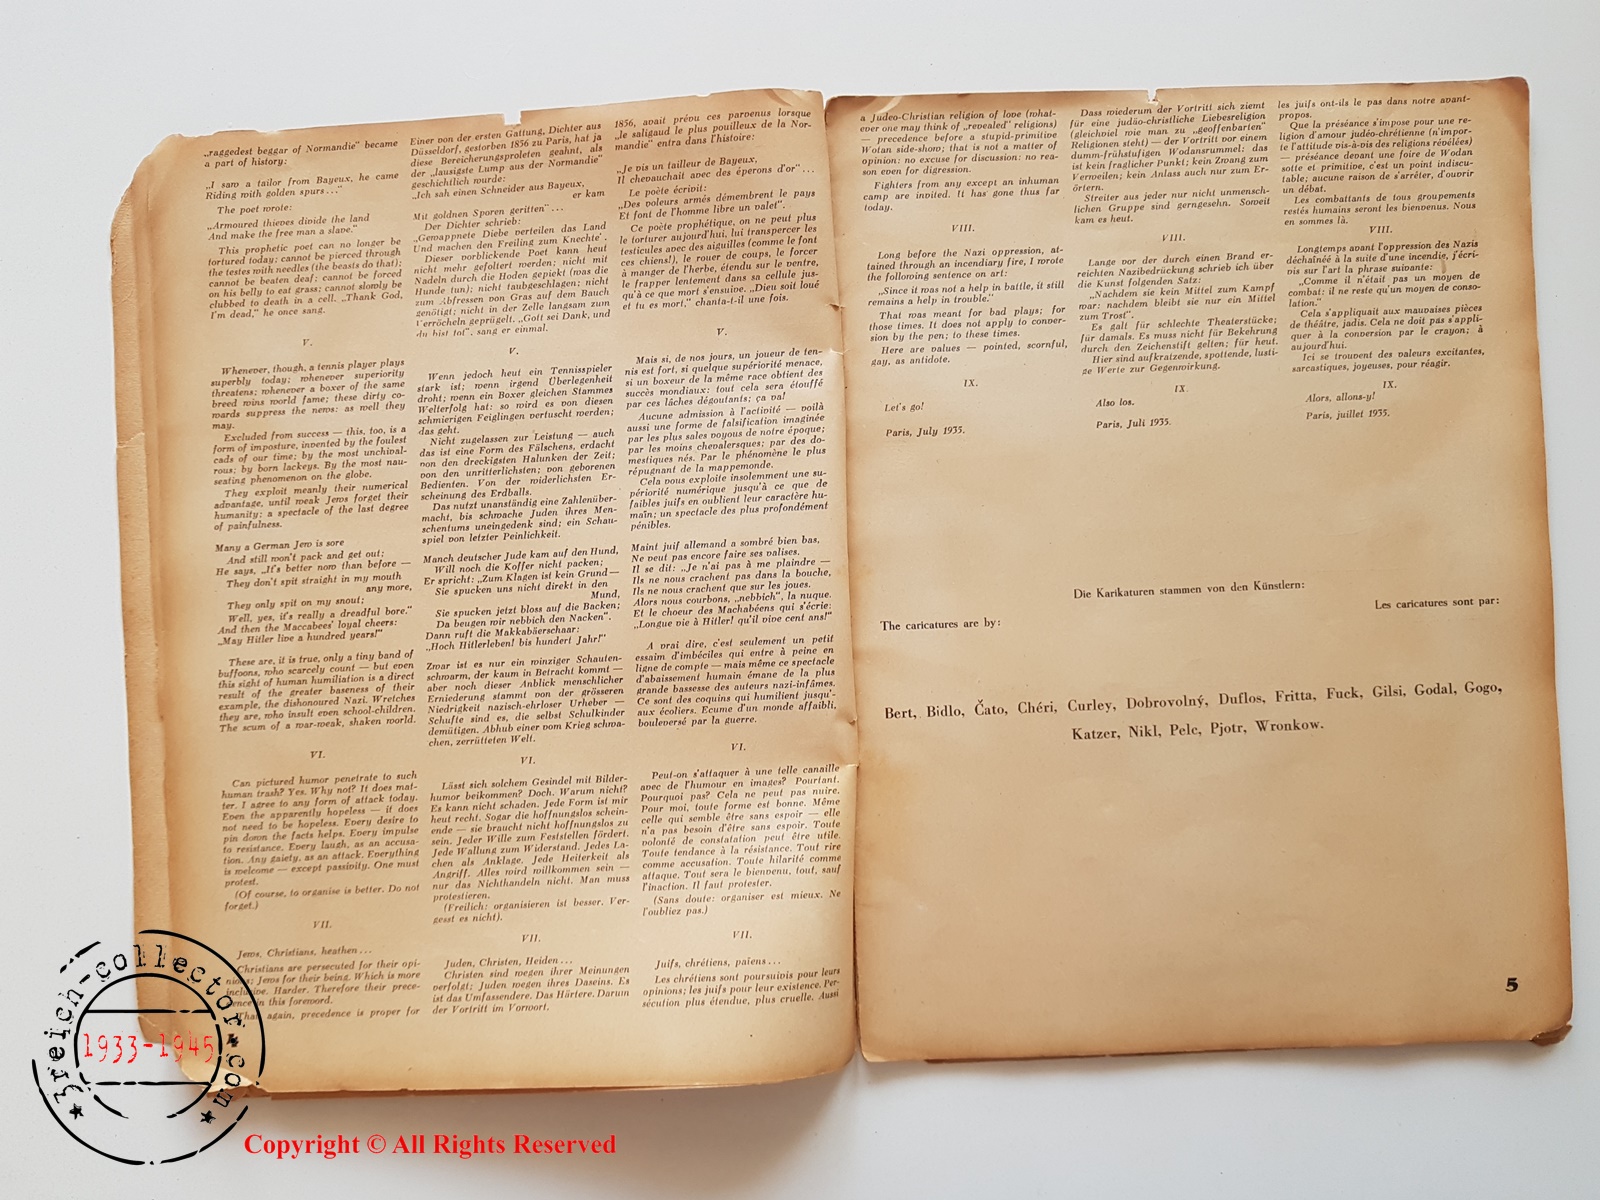 „raggedest beggar of Normandie" became
a part of history:
„I saw a tailor from Bayeux, he came
Riding with golden spurs..."
The poet wrote:
„Armoured thieves divide the land
And make the free man a slave."
This prophetic poet can no longer be
tortured today; cannot be pierced through
the testes with needles (the beasts do that);
cannot be beaten deaf; cannot be forced
on his belly to eat grass; cannot slowly be
clubbed to death in a cell. „Thank God,
I'm dead," he once sang.
V.
Whenever, though, a tennis player plays
superbly today; whenever superiority
threatens; whenever a boxer of the same
breed wins world fame; these dirty co-
wards suppress the news: as well they
may.
Excluded from success — this, too, is a
form of imposture, invented by the foulest
cads of our time; by the most unchival-
rous; by born lackeys. By the most nau-
seating phenomenon on the globe.
They exploit meanly their numerical
advantage, until weak Jews forget their
humanity; a spectacle of the last degree
of painfulness.
Many a German Jew is sore
And still won't pack and get out;
He says, „It's better now than before —
They don't spit straight in my mouth
any more,
They only spit on my snout;
Well, yes, it's really a dreadful bore."
And then the Maccabees' loyal cheers:
„May Hitler live a hundred years!"
These are, it is true, only a tiny band of
buffoons, who scarcely count — but even
this sight of human humiliation is a direct
result of the greater baseness of their
example, the dishonoured Nazi. Wretches
they are, who insult even school-children.
The scum of a war-weak, shaken world.
VI.
Can pictured humor penetrate to such
human trash? Yes. Why not? It does mat-
ter. I agree to any form of attack today.
Even the apparently hopeless — it does
not need to be hopeless. Every desire to
pin down the facts helps. Every impulse
to resistance. Every laugh, as an accusa-
tion. Any gaiety, as an attack. Everything
is welcome — except passivity. One must
protest.
(Of course, to organise is better. Do not
forget.)
VII.
Jews, Christians, heathen...
Christians are persecuted for their opi-
nions; Jews for their being. Which is more
inclusive. Harder. Therefore their prece-
dence in this foreword.
That again, precedence is proper for
Einer von der ersten Gattung, Dichter aus
Düsseldorf, gestorben 1856 zu Paris, hat ja
diese Bereicherungsproleten geahnt, als
der „lausigste Lump aus der Normandie"
geschichtlich wurde:
„Ich sah einen Schneider aus Bayeux,
er kam
Mit goldnen Sporen geritten"...
Der Dichter schrieb:
„Gewappnete Diebe verteilen das Land
Und machen den Freiling zum Knechte".
Dieser vorblickende Poet kann heut
nicht mehr gefoltert werden; nicht mit
Nadeln durch die Hoden gepiekt (was die
Hunde tun); nicht taubgeschlagen; nicht
zum Abfressen von Gras auf dem Bauch
genötigt; nicht in der Zelle langsam zum
Verröcheln geprügelt. „Gott sei Dank, und
du bist tot", sang er einmal.
V.
Wenn jedoch heut ein Tennisspieler
stark ist; wenn irgend Überlegenheit
droht; wenn ein Boxer gleichen Stammes
Welterfolg hat: so wird es von diesen
schmierigen Feiglingen vertuscht werden;
das geht.
Nicht zugelassen zur Leistung — auch
das ist eine Form des Fälschens, erdacht
von den dreckigsten Halunken der Zeit;
von den unritterlichsten; von geborenen
Bedienten. Von der widerlichsten Er-
scheinung des Erdballs.
Das nutzt unanständig eine Zahlenüber-
macht, bis schwache Juden ihres Men-
schentums uneingedenk sind; ein Schau-
spiel von letzter Peinlichkeit.
Manch deutscher Jude kam auf den Hund,
Will noch die Koffer nicht packen;
Er spricht: „Zum Klagen ist kein Grund —
Sie spucken uns nicht direkt in den
Mund,
Sie spucken jetzt bloss auf die Backen;
Da beugen wir nebbich den Nacken".
Dann ruft die Makkabäerschaar:
„Hoch Hitlerleben! bis hundert Jahr!"
Zwar ist es nur ein winziger Schauten-
schwarm, der kaum in Betracht kommt —
aber noch dieser Anblick menschlicher
Erniederung stammt von der grösseren
Niedrigkeit nazisch-ehrloser Urheber —
Schufte sind es, die selbst Schulkinder
demütigen. Abhub einer vom Krieg schwa-
chen, zerrütteten Welt.
VI.
Lässt sich solchem Gesindel mit Bilder-
humor beikommen? Doch. Warum nicht?
Es kann nicht schaden. Jede Form ist mir
heut recht. Sogar die hoffnungslos schein-
ende — sie braucht nicht hoffnungslos zu
sein. Jeder Wille zum Feststellen fördert.
Jede Wallung zum Widerstand. Jedes La-
chen als Anklage. Jede Heiterkeit als
Angriff. Alles wird willkommen sein —
nur das Nichthandeln nicht. Man muss
protestieren.
(Freilich: organisieren ist besser. Ver-
gesst es nicht).
VII.
Juden, Christen, Heiden...
Christen sind wegen ihrer Meinungen
verfolgt; Juden wegen ihres Daseins. Es
ist das Umfassendere. Das Härtere. Darum
der Vortritt im Vorwort.
1856, avait prévu ces parvenus lorsque
„le saligaud le plus pouilleux de la Nor-
mandie" entra dans l'histoire:
„Je vis un tailleur de Bayeux,
Il chevauchait avec des éperons d'or"...
Le poète écrivit:
„Des voleurs armés démembrent le pays
Et font de l'homme libre un valet".
Ce poète prophétique, on ne peut plus
le torturer aujourd'hui, lui transpercer les
testicules avec des aiguilles (comme le font
ces chiens!), le rouer de coups, le forcer
à manger de l'herbe, étendu sur le ventre,
le frapper lentement dans sa cellule jus-
qu'à ce que mort s'ensuive. „Dieu soit loué
et tu es mort," chanta-t-il une fois.
V.
Mais si, de nos jours, un joueur de ten-
nis est fort, si quelque supériorité menace,
si un boxeur de la même race obtient des
succès mondiaux: tout cela sera étouffé
par ces lâches dégoutants; ça va!
Aucune admission à l'activité — voilà
aussi une forme de falsification imaginée
par les plus sales voyous de notre époque;
par les moins chevaleresques; par des do-
mestiques nés. Par le phénomène le plus
répugnant de la mappemonde.
Cela vous exploite insolemment une su-
périorité numérique jusqu'à ce que de
faibles juifs en oublient leur caractère hu-
main; un spectacle des plus profondément
pénibles.
Maint juif allemand a sombré bien bas,
Ne veut pas encore faire ses valises.
Il se dit: „Je n'ai pas à me plaindre —
Ils ne nous crachent pas dans la bouche,
Ils ne nous crachent que sur les joues.
Alors nous courbons, „nebbich", la nuque.
Et le choeur des Machabéens qui s'écrie:
„Longue vie à Hitler! qu'il vive cent ans!"
A vrai dire, c'est seulement un petit
essaim d'imbéciles qui entre à peine en
ligne de compte — mais même ce spectacle
d'abaissement humain émane de la plus
grande bassesse des auteurs nazi-infâmes.
Ce sont des coquins qui humilient jusqu'-
aux écoliers. Ecume d'un monde affaibli,
bouleversé par la guerre.
VI.
Peut-on s'attaquer à une telle canaille
avec de l'humour en images? Pourtant.
Pourquoi pas? Cela ne peut pas nuire.
Pour moi, toute forme est bonne. Même
celle qui semble être sans espoir — elle
n'a pas besoin d'être sans espoir. Toute
volonté de constatation peut être utile.
Toute tendance à la résistance. Tout rire
comme accusation. Toute hilarité comme
attaque. Tout sera le bienvenu, tout, sauf
l'inaction. Il faut protester.
(Sans doute: organiser est mieux. Ne
l'oubliez pas.)
VII.
Juifs, chrétiens, païens...
Les chrétiens sont poursuivis pour leurs
opinions; les juifs pour leur existence. Per-
sécution plus étendue, plus cruelle. Aussi
a Judeo-Christian religion of love (what-
ever one may think of „revealed" religions)
— precedence before a stupid-primitive
Wotan side-show; that is not a matter of
opinion: no excuse for discussion: no rea-
son even for digression.
Fighters from any except an inhuman
camp are invited. It has gone thus far
today.
VIII.
Long before the Nazi oppression, at-
tained through an incendiary fire, I wrote
the following sentence on art:
„Since it was not a help in battle, it still
remains a help in trouble."
That was meant for bad plays; for
those times. It does not apply to conver-
sion by the pen; to these times.
Here are values — pointed, scornful,
gay, as antidote.
IX.
Let's go!
Paris, July 1935.
Dass wiederum der Vortritt sich ziemt
für eine judäo-christliche Liebesreligion
(gleichviel wie man zu „geoffenbarten"
Religionen steht) — der Vortritt vor einem
dumm-frühstufigen Wodansrummel; das
ist kein fraglicher Punkt; kein Zwang zum
Verweilen; kein Anlass auch nur zum Er-
örtern.
Streiter aus jeder nicht unmensch-
lichen Gruppe sind gerngesehn. Soweit
kam es heut.
VIII.
Lange vor der durch einen Brand er-
reichten Nazibedrückung schrieb ich über
die Kunst folgenden Satz:
„Nachdem sie kein Mittel zum Kampf
war: nachdem bleibt sie nur ein Mittel
zum Trost".
Es galt für schlechte Theaterstücke;
für damals. Es muss nicht für Bekehrung
durch den Zeichenstift gelten; für heut.
Hier sind aufkratzende, spottende, lusti-
ge Werte zur Gegenwirkung.
IX.
Also los.
Paris, Juli 1935.
les juifs ont-ils le pas dans notre avant-
propos.
Que la préséance s'impose pour une re-
ligion d'amour judéo-chrétienne (n'impor-
te l'attitude vis-à-vis des religions révélées)
— préséance devant une foire de Wodan
sotte et primitive, c'est un point indiscu-
table; aucune raison de s'arrêter, d'ouvrir
un débat.
Les combattants de tous groupements
restés humains seront les bienvenus. Nous
en sommes là.
VIII.
Longtemps avant l'oppression des Nazis
déchaînée à la suite d'une incendie, j'écri-
vis sur l'art la phrase suivante:
„Comme il n'était pas un moyen de
combat: il ne reste qu'un moyen de conso-
lation."
Cela s'appliquait aux mauvaises pièces
de théâtre, jadis. Cela ne doit pas s'appli-
quer à la conversion par le crayon; à
aujourd'hui.
Ici se trouvent des valeurs excitantes,
sarcastiques, joyeuses, pour réagir.
IX.
Alors, allons-y!
Paris, juillet 1935.
Die Karikaturen stammen von den Künstlern:
Les caricatures sont par:
The caricatures are by:
Bert, Bidlo, Čato, Chéri, Curley, Dobrovolný, Duflos, Fritta, Fuck, Gilsi, Godal, Gogo,
Katzer, Nikl, Pelc, Pjotr, Wronkow.
5
3reich-collector.com
1933-1945
Copyright © All Rights Reserved